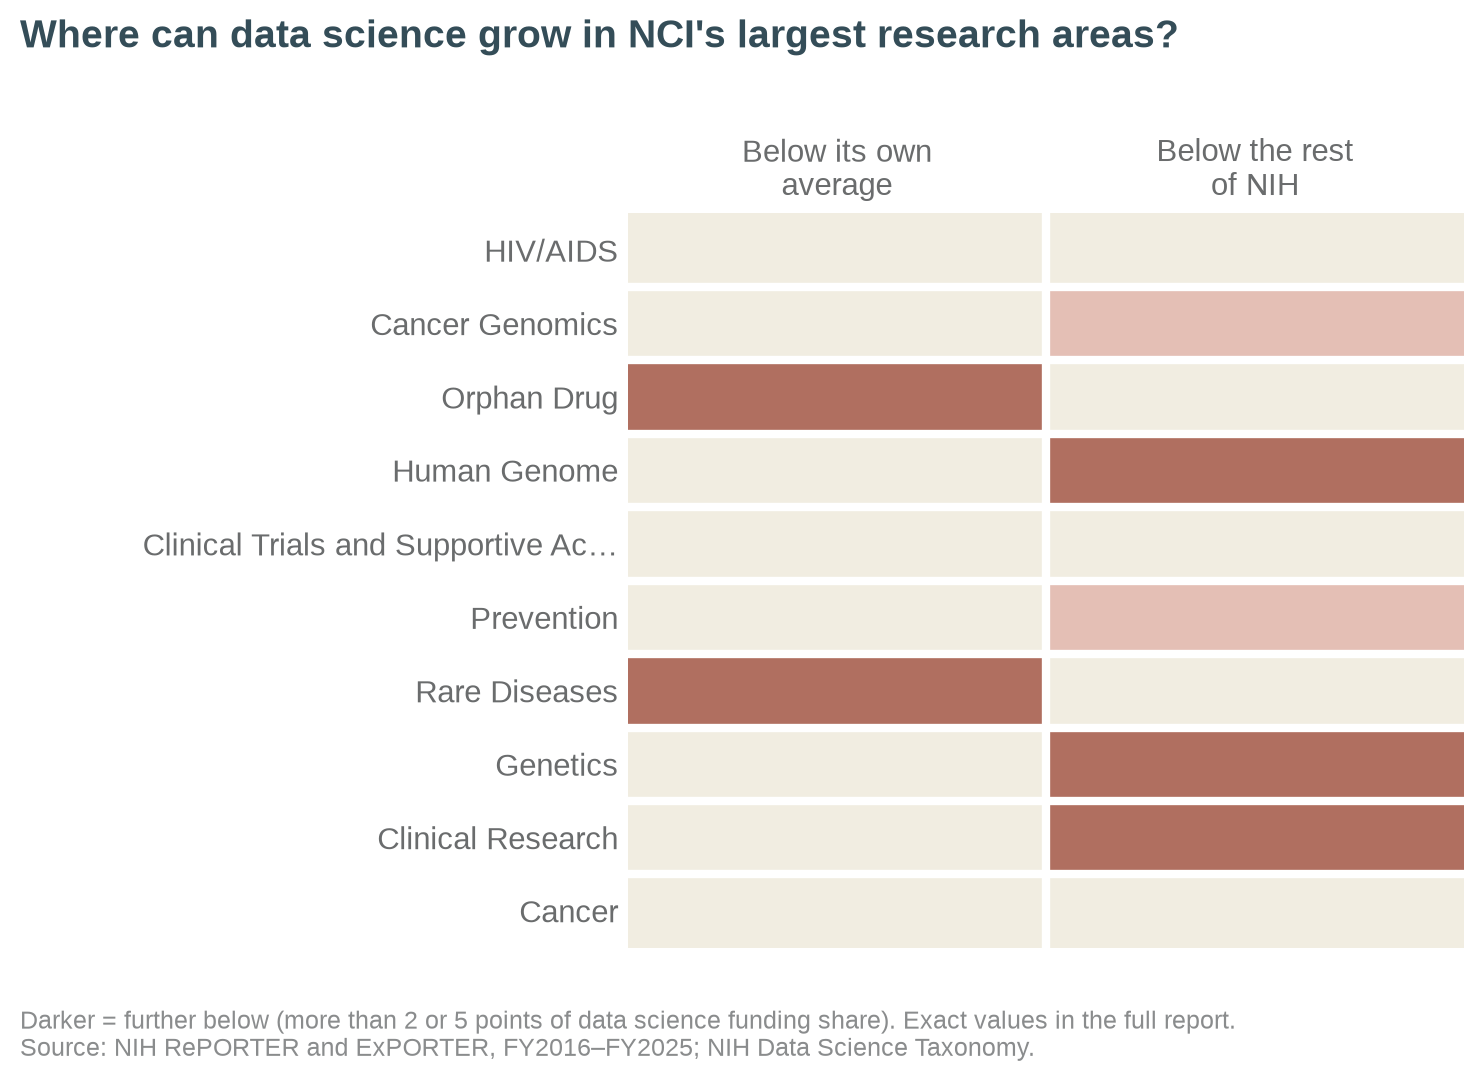 Where can data science grow in NCI's largest research areas?
Below its own
average
Below the rest
of NIH
HIV/AIDS
Cancer Genomics
Orphan Drug
Human Genome
Clinical Trials and Supportive Ac…
Prevention
Rare Diseases
Genetics
Clinical Research
Cancer
Darker = further below (more than 2 or 5 points of data science funding share). Exact values in the full report.
Source: NIH RePORTER and ExPORTER, FY2016–FY2025; NIH Data Science Taxonomy.